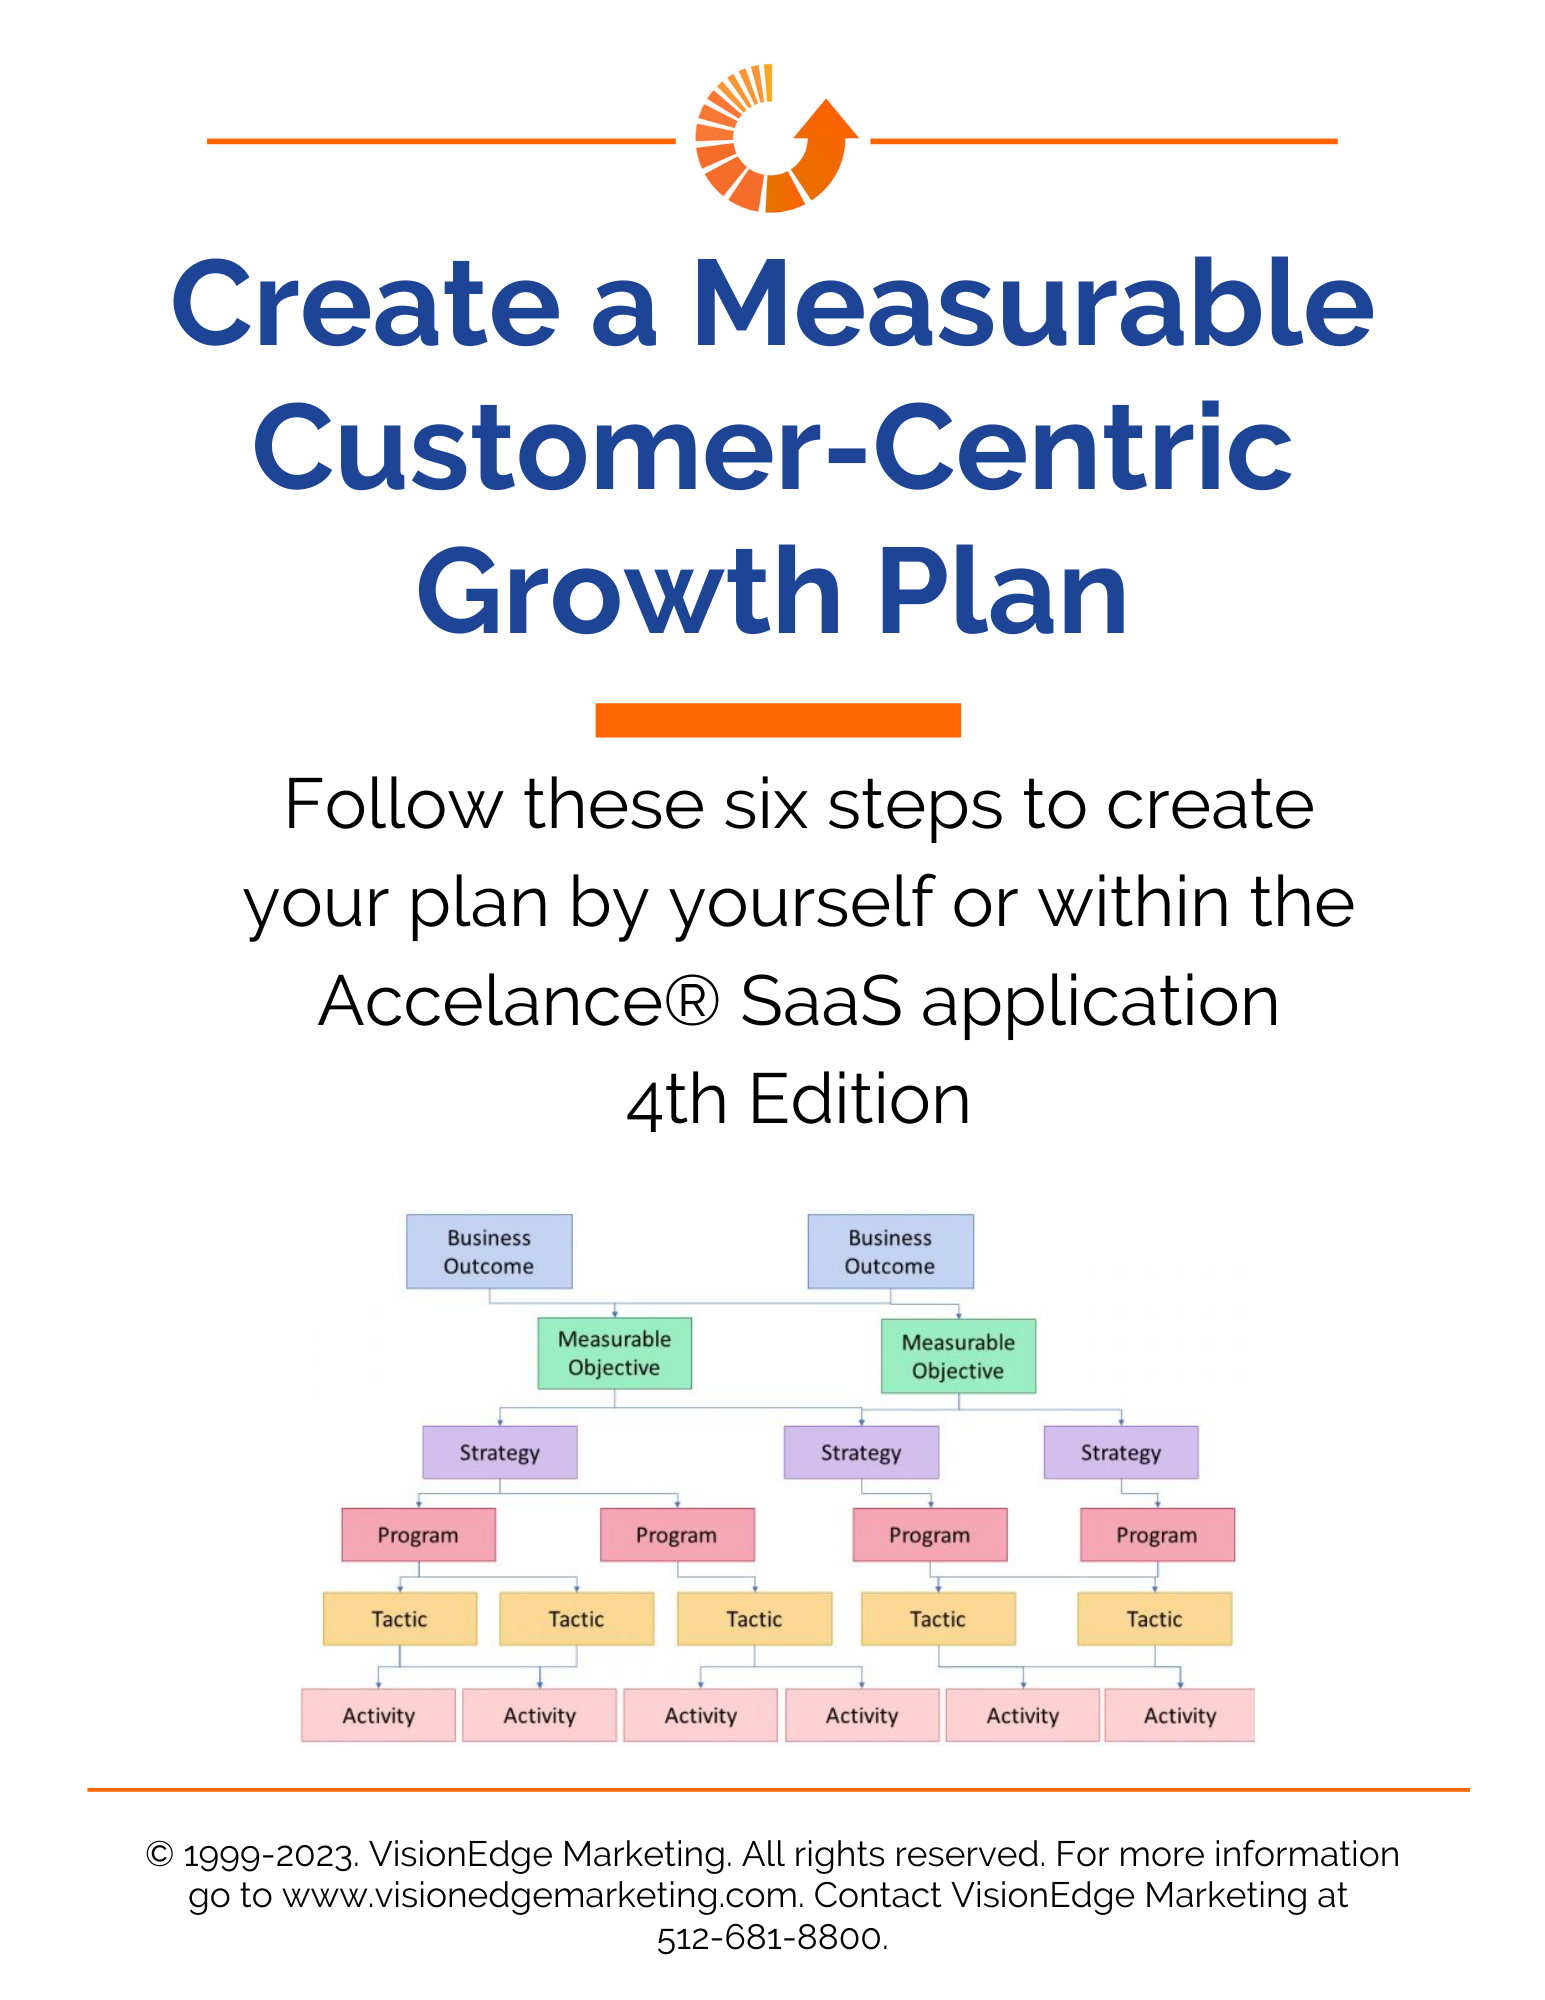 Create a Measurable
Customer-Centric
Growth Plan
Follow these six steps to create
your plan by yourself or within the
Accelance® SaaS application
4th Edition
Business
Outcome
Business
Outcome
Measurable
Objective
Measurable
Objective
Strategy
Strategy
Strategy
Program
Program
Program
Program
Tactic
Tactic
Tactic
Tactic
Tactic
Activity
Activity
Activity
Activity
Activity
Activity
© 1999-2023. VisionEdge Marketing. All rights reserved. For more information
go to www.visionedgemarketing.com. Contact VisionEdge Marketing at
512-681-8800.